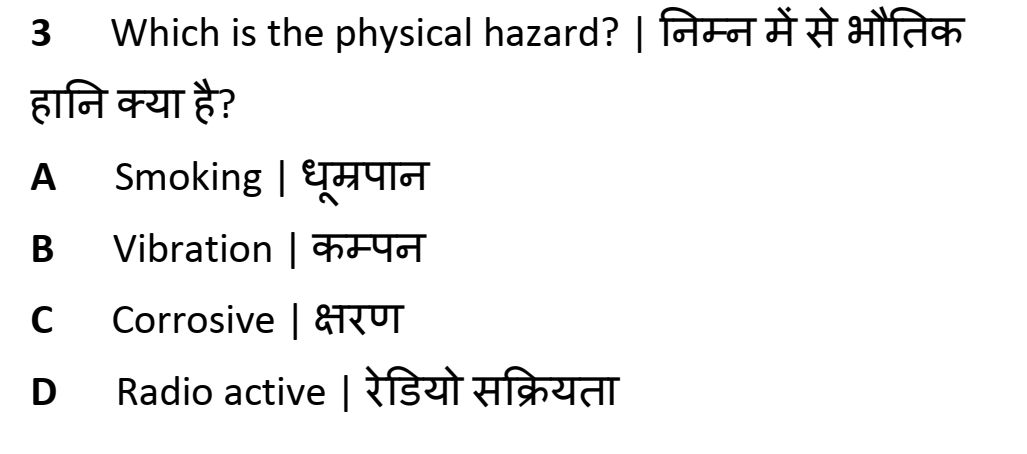 3 Which is the physical hazard? | निम्न में से भौतिक
हानि क्या है?
A Smoking | धूम्रपान
B Vibration | कम्पन
C Corrosive | क्षरण
D Radio active | रेडियो सक्रियता